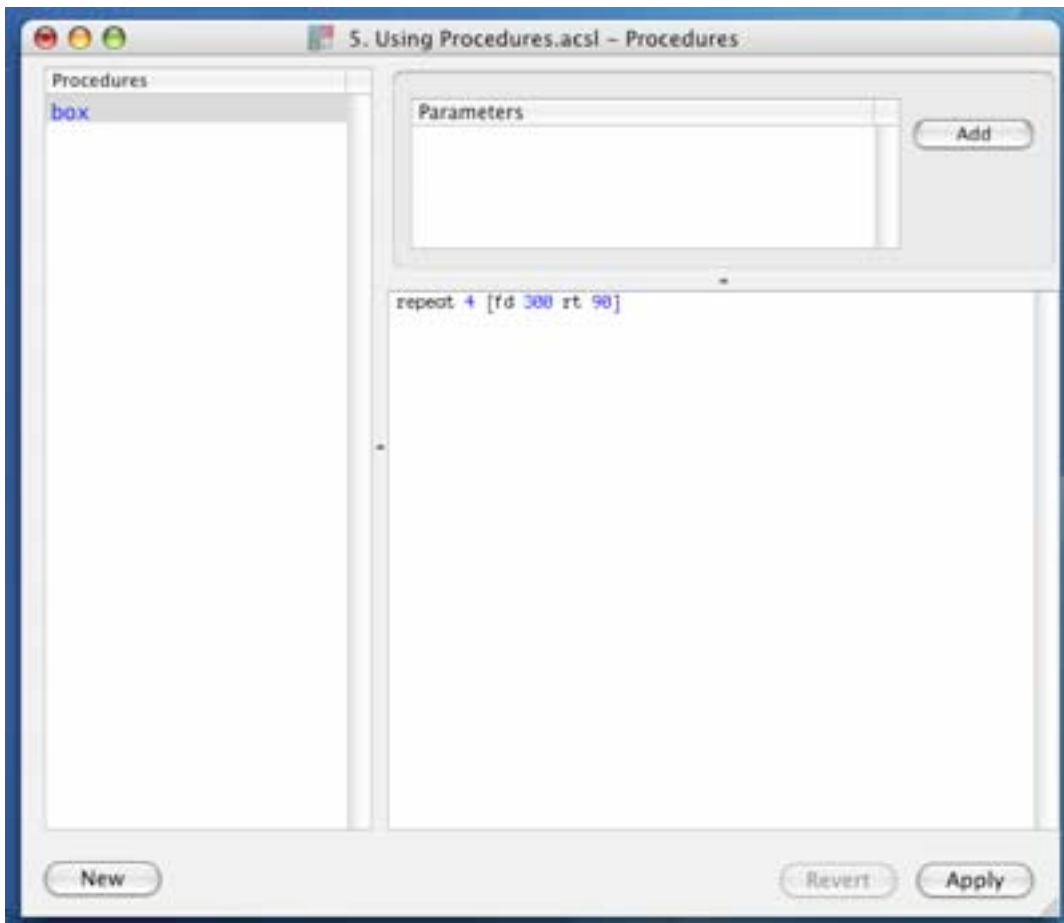 5. Using Procedures.acsl – Procedures
Procedures
box
Parameters
Add
repeat 4 [fd 300 rt 90]
New
Revert
Apply